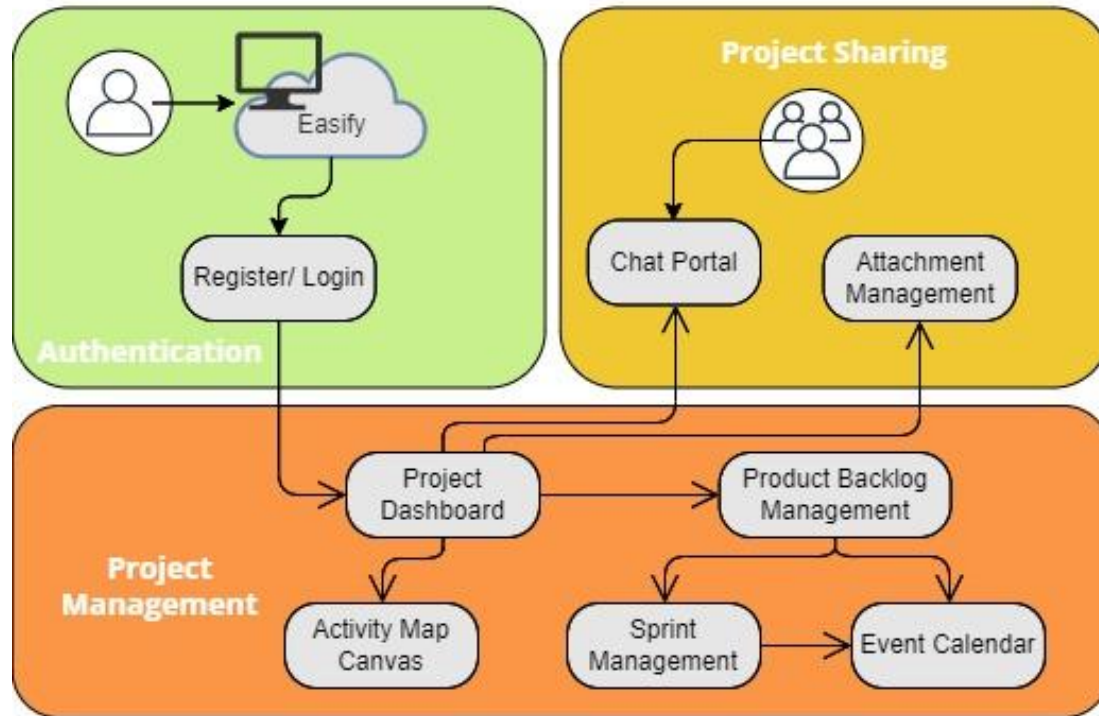 Easify
Register/ Login
Authentication
Project Sharing
Chat Portal
Attachment
Management
Project
Dashboard
Product Backlog
Management
Project
Management
Activity Map
Canvas
Sprint
Management
Event Calendar